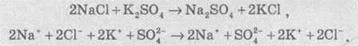 2NaCl + K₂SO₄ → Na₂SO₄ + 2KCl ,
2Na⁺ + 2Cl⁻ + 2K⁺ + SO₄²⁻ → 2Na⁺ + SO₄²⁻ + 2K⁺ + 2Cl⁻ .